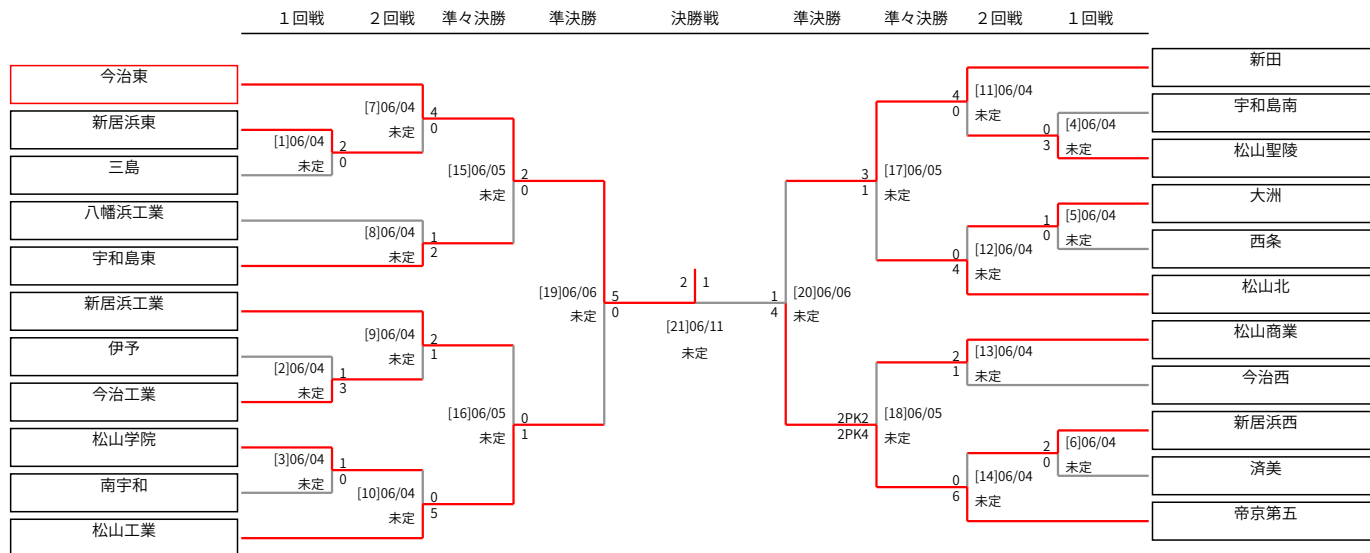 １回戦 ２回戦 準々決勝 準決勝 決勝戦 準決勝 準々決勝 ２回戦 １回戦
今治東
新居浜東
三島
八幡浜工業
宇和島東
新居浜工業
伊予
今治工業
松山学院
南宇和
松山工業
[1]06/04
未定
2
0
[2]06/04
未定
1
3
[3]06/04
未定
1
0
[7]06/04
未定
4
0
[8]06/04
未定
1
2
[9]06/04
未定
2
1
[10]06/04
未定
0
5
[15]06/05
未定
2
0
[16]06/05
未定
0
1
[19]06/06
未定
5
0
2 1
[21]06/11
未定
1
4
[20]06/06
未定
3
1
[17]06/05
未定
2PK2
2PK4
[18]06/05
未定
4
0
[11]06/04
未定
0
4
[12]06/04
未定
2
1
[13]06/04
未定
0
6
[14]06/04
未定
0
3
[4]06/04
未定
1
0
[5]06/04
未定
2
0
[6]06/04
未定
新田
宇和島南
松山聖陵
大洲
西条
松山北
松山商業
今治西
新居浜西
済美
帝京第五